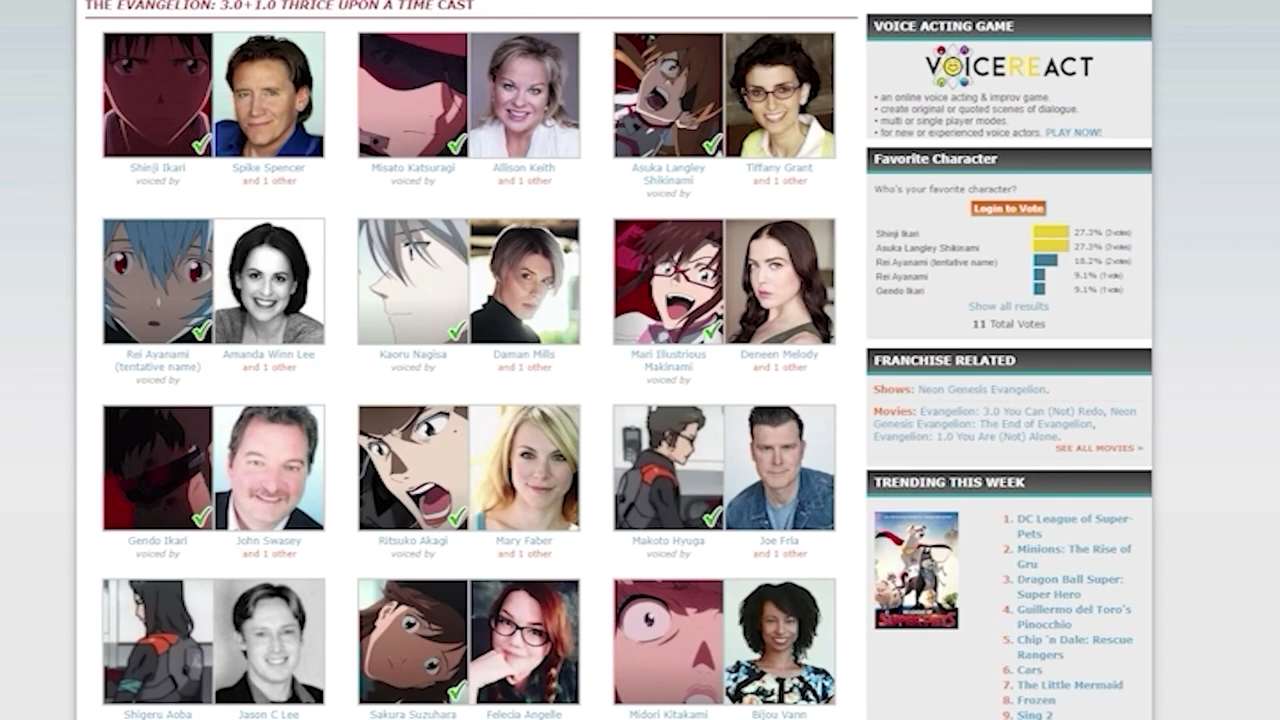 THE EVANGELION: 3.0+1.0 THRICE UPON A TIME CAST
Shinji Ikari
voiced by
Spike Spencer
and 1 other
Misato Katsuragi
voiced by
Allison Keith
and 1 other
Asuka Langley
Shikinami
voiced by
Tiffany Grant
and 1 other
Rei Ayanami
(tentative name)
voiced by
Amanda Winn Lee
and 1 other
Kaoru Nagisa
voiced by
Daman Mills
and 1 other
Mari Illustrious
Makinami
voiced by
Deneen Melody
and 1 other
Gendo Ikari
voiced by
John Swasey
and 1 other
Ritsuko Akagi
voiced by
Mary Faber
and 1 other
Makoto Hyuga
voiced by
Joe Fria
and 1 other
Shigeru Aoba
Jason C Lee
Sakura Suzuhara
Felecia Angelle
Midori Kitakami
Bijou Vann
VOICE ACTING GAME
VOICEREACT
• an online voice acting & improv game.
• create original or quoted scenes of dialogue.
• multi or single player modes.
• for new or experienced voice actors. PLAY NOW!
Favorite Character
Who's your favorite character?
Login to Vote
Shinji Ikari 27.3% (3 votes)
Asuka Langley Shikinami 27.3% (3 votes)
Rei Ayanami (tentative name) 18.2% (2 votes)
Rei Ayanami 9.1% (1 vote)
Gendo Ikari 9.1% (1 vote)
Show all results
11 Total Votes
FRANCHISE RELATED
Shows: Neon Genesis Evangelion.
Movies: Evangelion: 3.0 You Can (Not) Redo, Neon
Genesis Evangelion: The End of Evangelion,
Evangelion: 1.0 You Are (Not) Alone.
SEE ALL MOVIES »
TRENDING THIS WEEK
1. DC League of Super-
Pets
2. Minions: The Rise of
Gru
3. Dragon Ball Super:
Super Hero
4. Guillermo del Toro's
Pinocchio
5. Chip 'n Dale: Rescue
Rangers
6. Cars
7. The Little Mermaid
8. Frozen
9. Sing 2